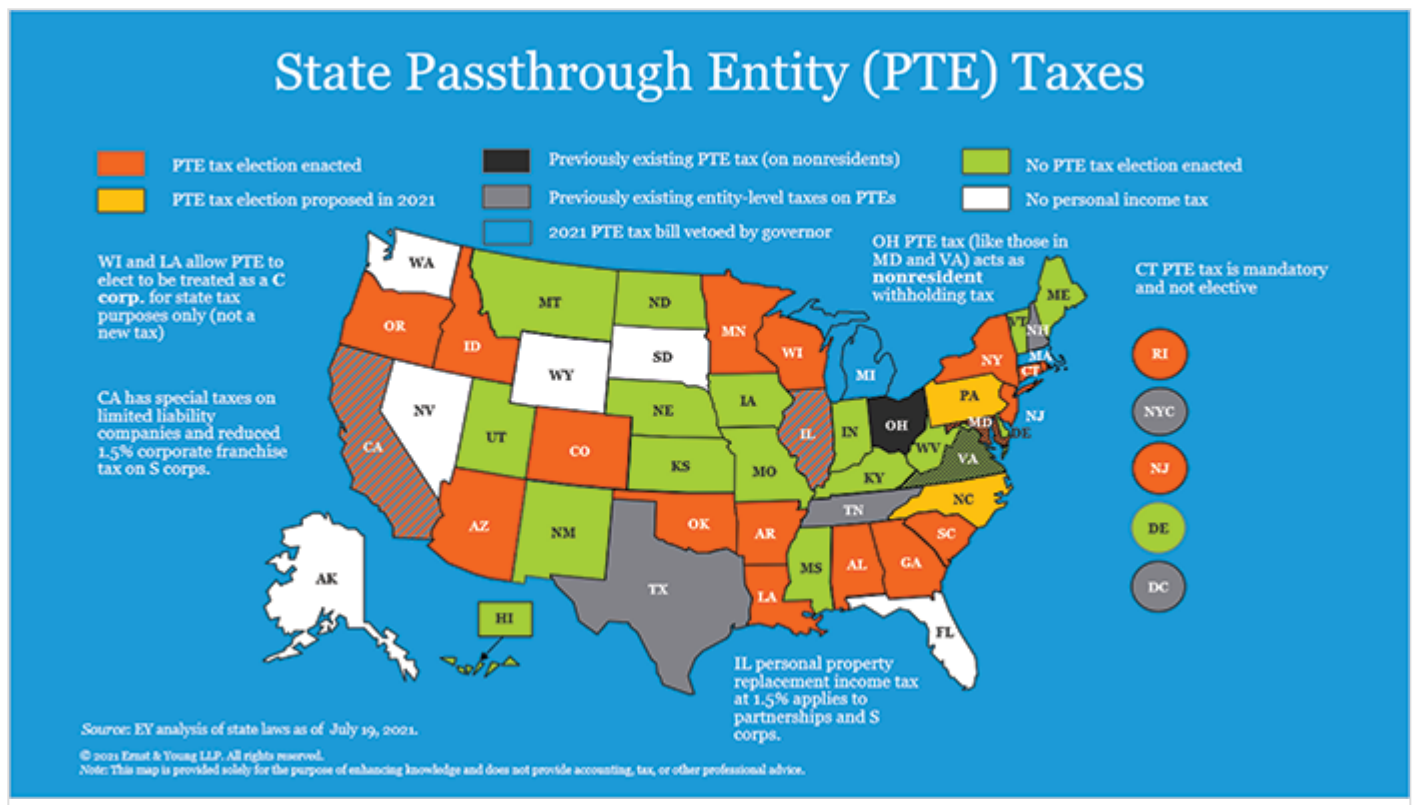 State Passthrough Entity (PTE) Taxes
PTE tax election enacted
PTE tax election proposed in 2021
Previously existing PTE tax (on nonresidents)
Previously existing entity-level taxes on PTEs
2021 PTE tax bill vetoed by governor
No PTE tax election enacted
No personal income tax
WI and LA allow PTE to
elect to be treated as a C
corp. for state tax
purposes only (not a
new tax)
CA has special taxes on
limited liability
companies and reduced
1.5% corporate franchise
tax on S corps.
OH PTE tax (like those in
MD and VA) acts as
nonresident
withholding tax
CT PTE tax is mandatory
and not elective
WA
MT
ND
ME
VT
NH
OR
ID
MN
WI
SD
NY
MA
CT
WY
MI
RI
NV
NE
IA
PA
NJ
NYC
UT
CO
IL
IN
OH
MD
DE
CA
KS
MO
WV
VA
KY
NJ
AZ
NM
OK
AR
TN
NC
SC
MS
AL
GA
DE
AK
TX
LA
DC
HI
FL
IL personal property
replacement income tax
at 1.5% applies to
partnerships and S
corps.
Source: EY analysis of state laws as of July 19, 2021.
© 2021 Ernst & Young LLP. All rights reserved.
Note: This map is provided solely for the purpose of enhancing knowledge and does not provide accounting, tax, or other professional advice.